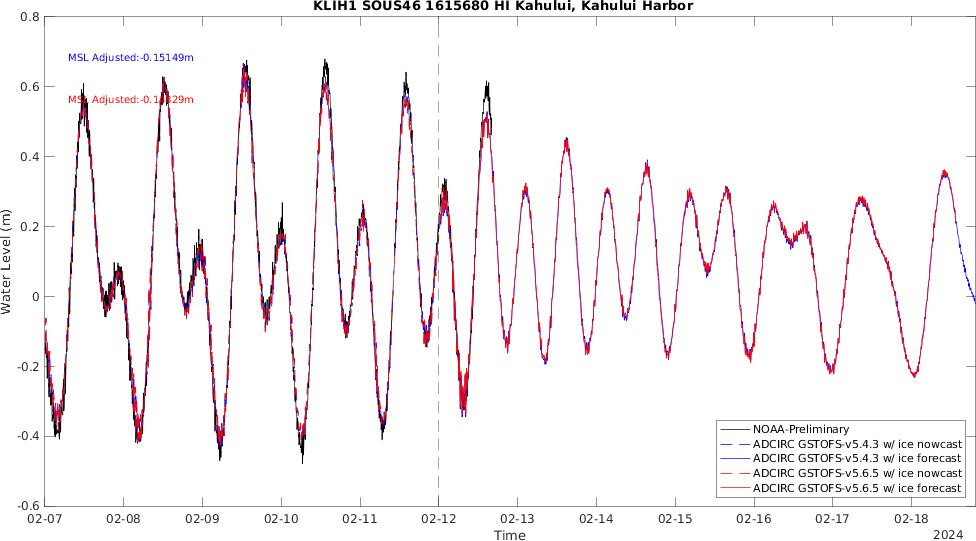 KLIH1 SOUS46 1615680 HI Kahului, Kahului Harbor
0.8
MSL Adjusted:-0.15149m
0.6
MSL
0.4
0.2
0
-0.2
-0.4
-0.6
Water Level (m)
NOAA-Preliminary
ADCIRC GSTOFS-v5.4.3 w/ ice nowcast
ADCIRC GSTOFS-v5.4.3 w/ ice forecast
ADCIRC GSTOFS-v5.6.5 w/ ice nowcast
ADCIRC GSTOFS-v5.6.5 w/ ice forecast
02-07 02-08 02-09 02-10 02-11 02-12 02-13 02-14 02-15 02-16 02-17 02-18
Time
2024